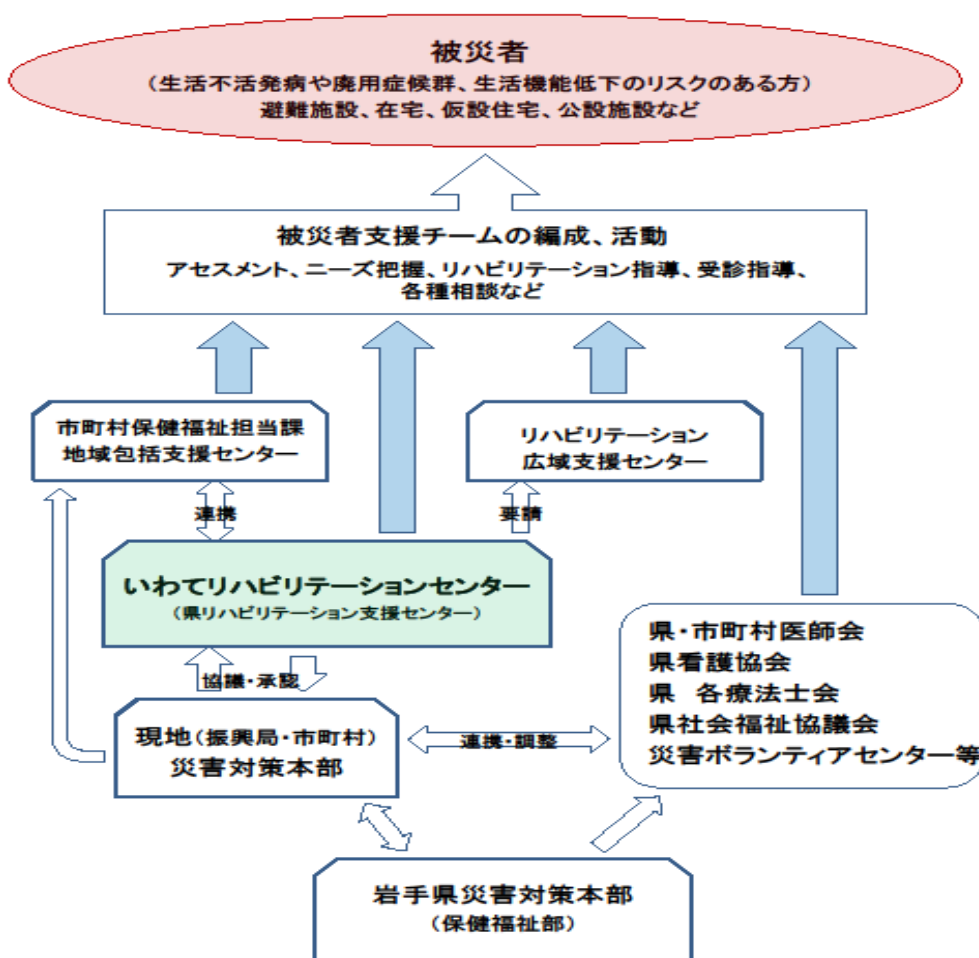 被災者
（生活不活発病や廃用症候群、生活機能低下のリスクのある方）
避難施設、在宅、仮設住宅、公設施設など
被災者支援チームの編成、活動
アセスメント、ニーズ把握、リハビリテーション指導、受診指導、
各種相談など
市町村保健福祉担当課
地域包括支援センター
リハビリテーション
広域支援センター
連携
要請
いわてリハビリテーションセンター
（県リハビリテーション支援センター）
協議・承認
現地（振興局・市町村）
災害対策本部
連携・調整
県・市町村医師会
県看護協会
県 各療法士会
県社会福祉協議会
災害ボランティアセンター等
岩手県災害対策本部
（保健福祉部）